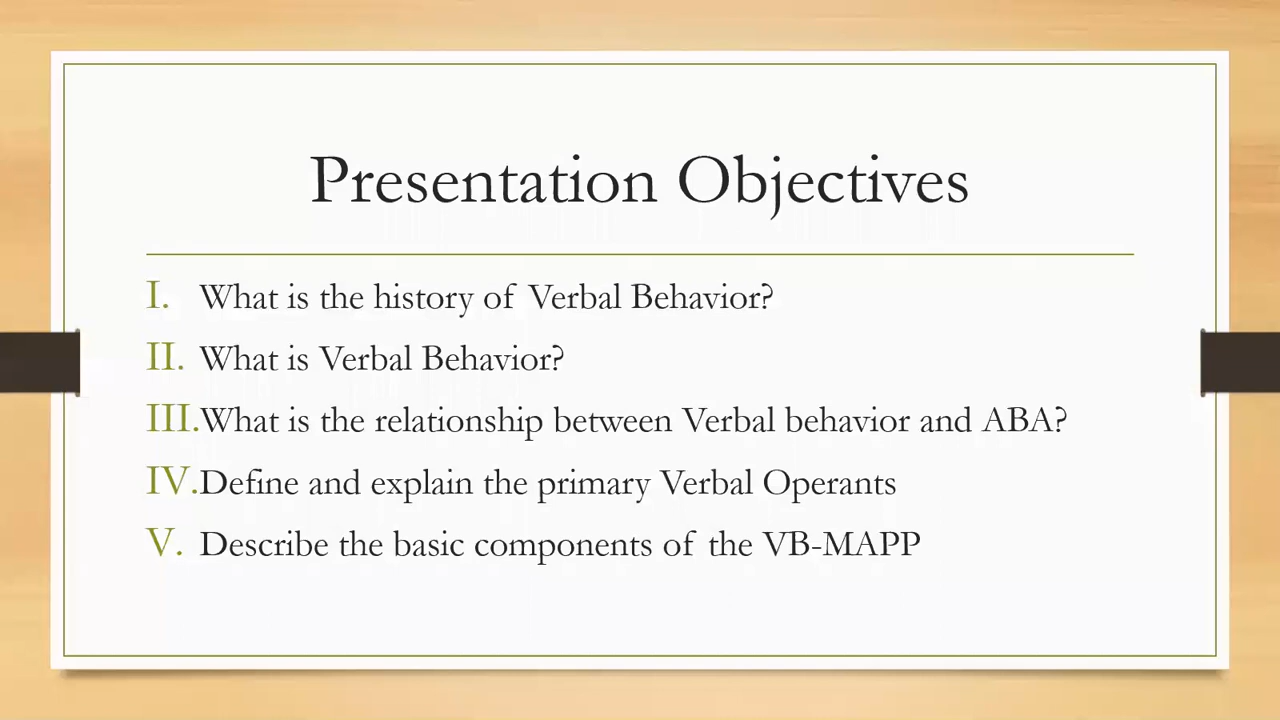 Presentation Objectives
I. What is the history of Verbal Behavior?
II. What is Verbal Behavior?
III. What is the relationship between Verbal behavior and ABA?
IV. Define and explain the primary Verbal Operants
V. Describe the basic components of the VB-MAPP